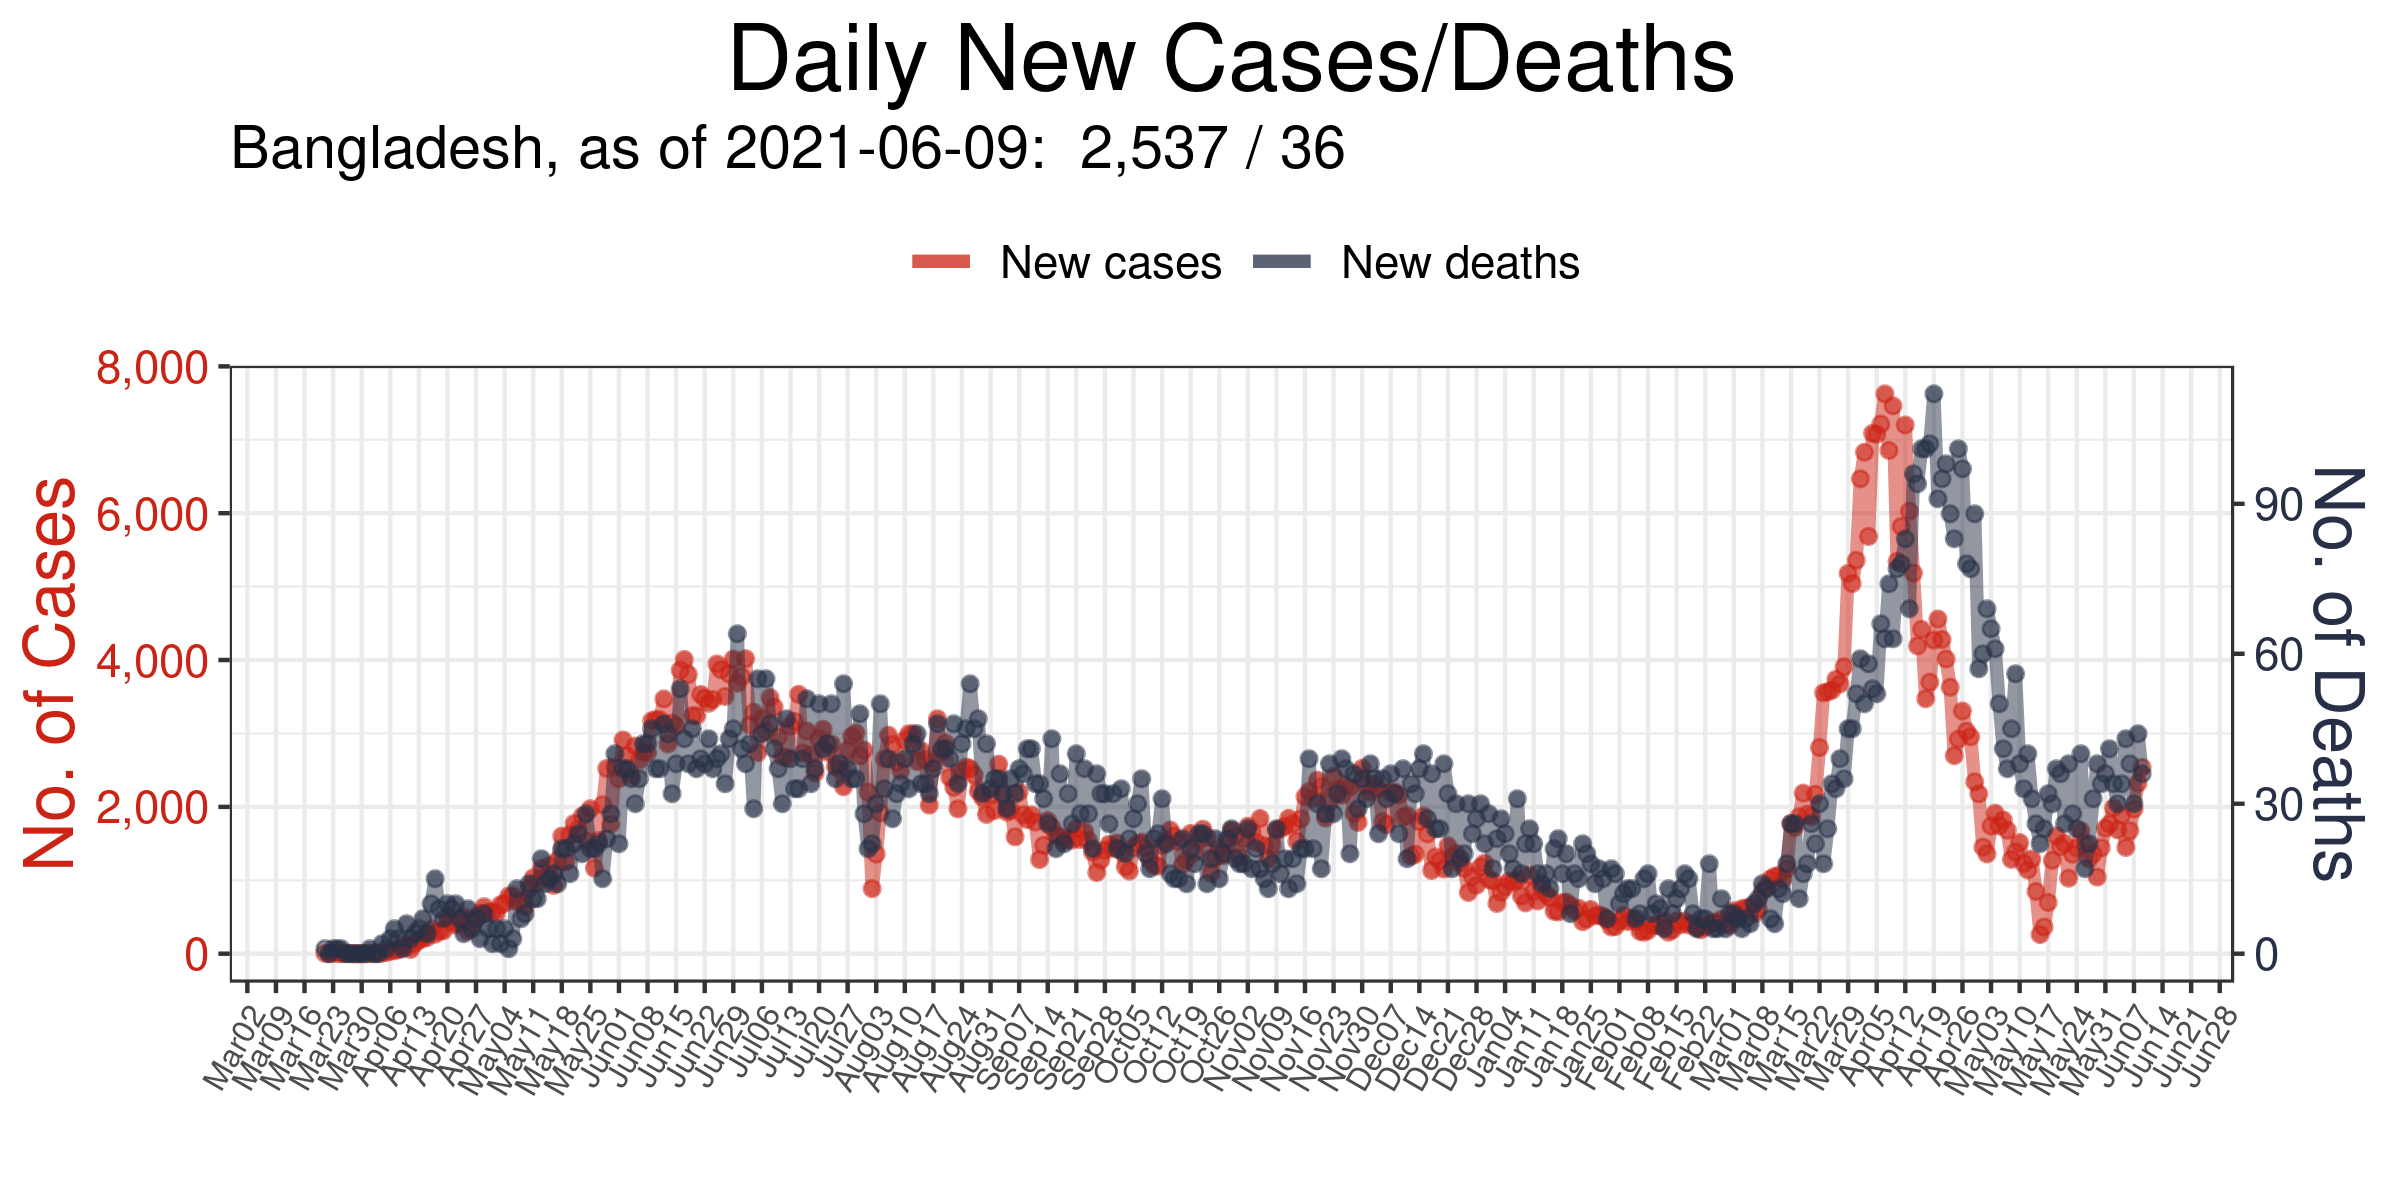 Daily New Cases/Deaths
Bangladesh, as of 2021-06-09:  2,537 / 36
New cases
New deaths
No. of Cases
8,000
6,000
4,000
2,000
0
90
60
30
0
No. of Deaths
Mar02
Mar09
Mar16
Mar23
Mar30
Apr06
Apr13
Apr20
Apr27
May04
May11
May18
May25
Jun01
Jun08
Jun15
Jun22
Jun29
Jul06
Jul13
Jul20
Jul27
Aug03
Aug10
Aug17
Aug24
Aug31
Sep07
Sep14
Sep21
Sep28
Oct05
Oct12
Oct19
Oct26
Nov02
Nov09
Nov16
Nov23
Nov30
Dec07
Dec14
Dec21
Dec28
Jan04
Jan11
Jan18
Jan25
Feb01
Feb08
Feb15
Feb22
Mar01
Mar08
Mar15
Mar22
Mar29
Apr05
Apr12
Apr19
Apr26
May03
May10
May17
May24
May31
Jun07
Jun14
Jun21
Jun28